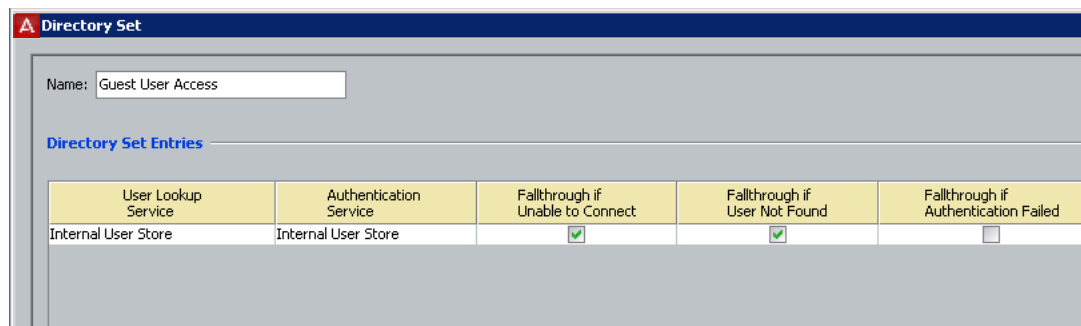 Directory Set
Name: Guest User Access
Directory Set Entries
User Lookup Service Authentication Service Fallthrough if Unable to Connect Fallthrough if User Not Found Fallthrough if Authentication Failed
Internal User Store Internal User Store